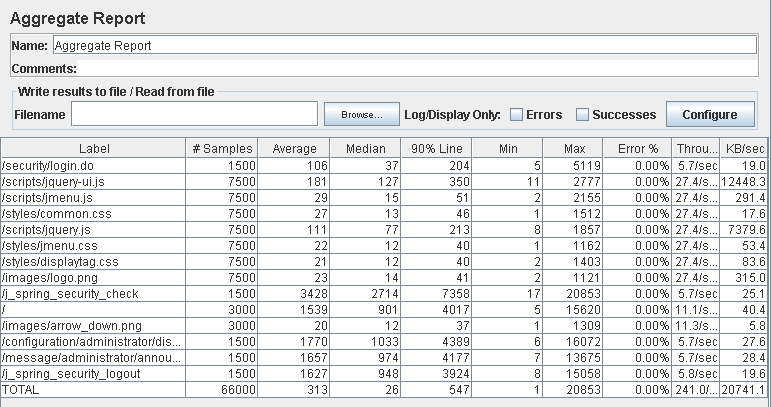 Aggregate Report
Name: Aggregate Report
Comments:
Write results to file / Read from file
Filename Browse... Log/Display Only: Errors Successes Configure
Label # Samples Average Median 90% Line Min Max Error % Throu... KB/sec
/security/login.do 1500 106 37 204 5 5119 0.00% 5.7/sec 19.0
/scripts/jquery-ui.js 7500 181 127 350 11 2777 0.00% 27.4/s... 12448.3
/scripts/jmenu.js 7500 29 15 51 2 2155 0.00% 27.4/s... 291.4
/styles/common.css 7500 27 13 46 1 1512 0.00% 27.4/s... 17.6
/scripts/jquery.js 7500 111 77 213 8 1857 0.00% 27.4/s... 7379.6
/styles/jmenu.css 7500 22 12 40 1 1162 0.00% 27.4/s... 53.4
/styles/displaytag.css 7500 21 12 40 2 1403 0.00% 27.4/s... 83.6
/images/logo.png 7500 23 14 41 2 1121 0.00% 27.4/s... 315.0
/j_spring_security_check 1500 3428 2714 7358 17 20853 0.00% 5.7/sec 25.1
/ 3000 1539 901 4017 5 15620 0.00% 11.1/s... 40.4
/images/arrow_down.png 3000 20 12 37 1 1309 0.00% 11.3/s... 5.8
/configuration/administrator/dis... 1500 1770 1033 4389 6 16072 0.00% 5.7/sec 27.6
/message/administrator/annou... 1500 1657 974 4177 7 13675 0.00% 5.7/sec 28.4
/j_spring_security_logout 1500 1627 948 3924 8 15058 0.00% 5.8/sec 19.6
TOTAL 66000 313 26 547 1 20853 0.00% 241.0/... 20741.1